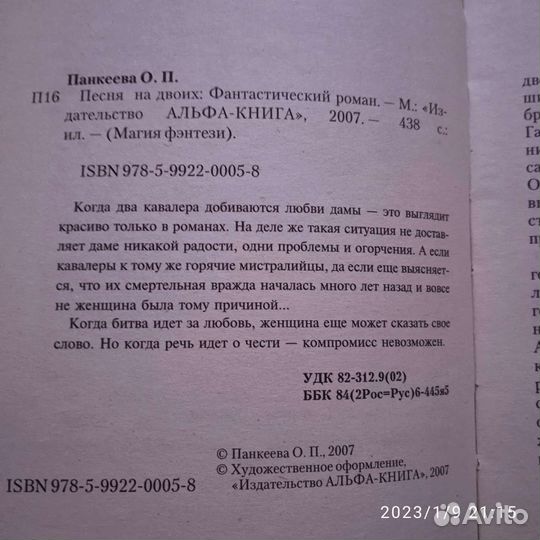 Панкеева О. П.
П16 Песня на двоих: Фантастический роман. — М.: «Из-
дательство АЛЬФА-КНИГА», 2007. — 438 с.:
ил. — (Магия фэнтези).
ISBN 978-5-9922-0005-8
Когда два кавалера добиваются любви дамы — это выглядит
красиво только в романах. На деле же такая ситуация не достав-
ляет даме никакой радости, одни проблемы и огорчения. А если
кавалеры к тому же горячие мистралийцы, да если еще выясняет-
ся, что их смертельная вражда началась много лет назад и вовсе
не женщина была тому причиной...
Когда битва идет за любовь, женщина еще может сказать свое
слово. Но когда речь идет о чести — компромисс невозможен.
УДК 82-312.9(02)
ББК 84(2Рос=Рус)6-445я5
© Панкеева О. П., 2007
© Художественное оформление,
«Издательство АЛЬФА-КНИГА», 2007
ISBN 978-5-9922-0005-8
2023/1/9 21:15
Avito